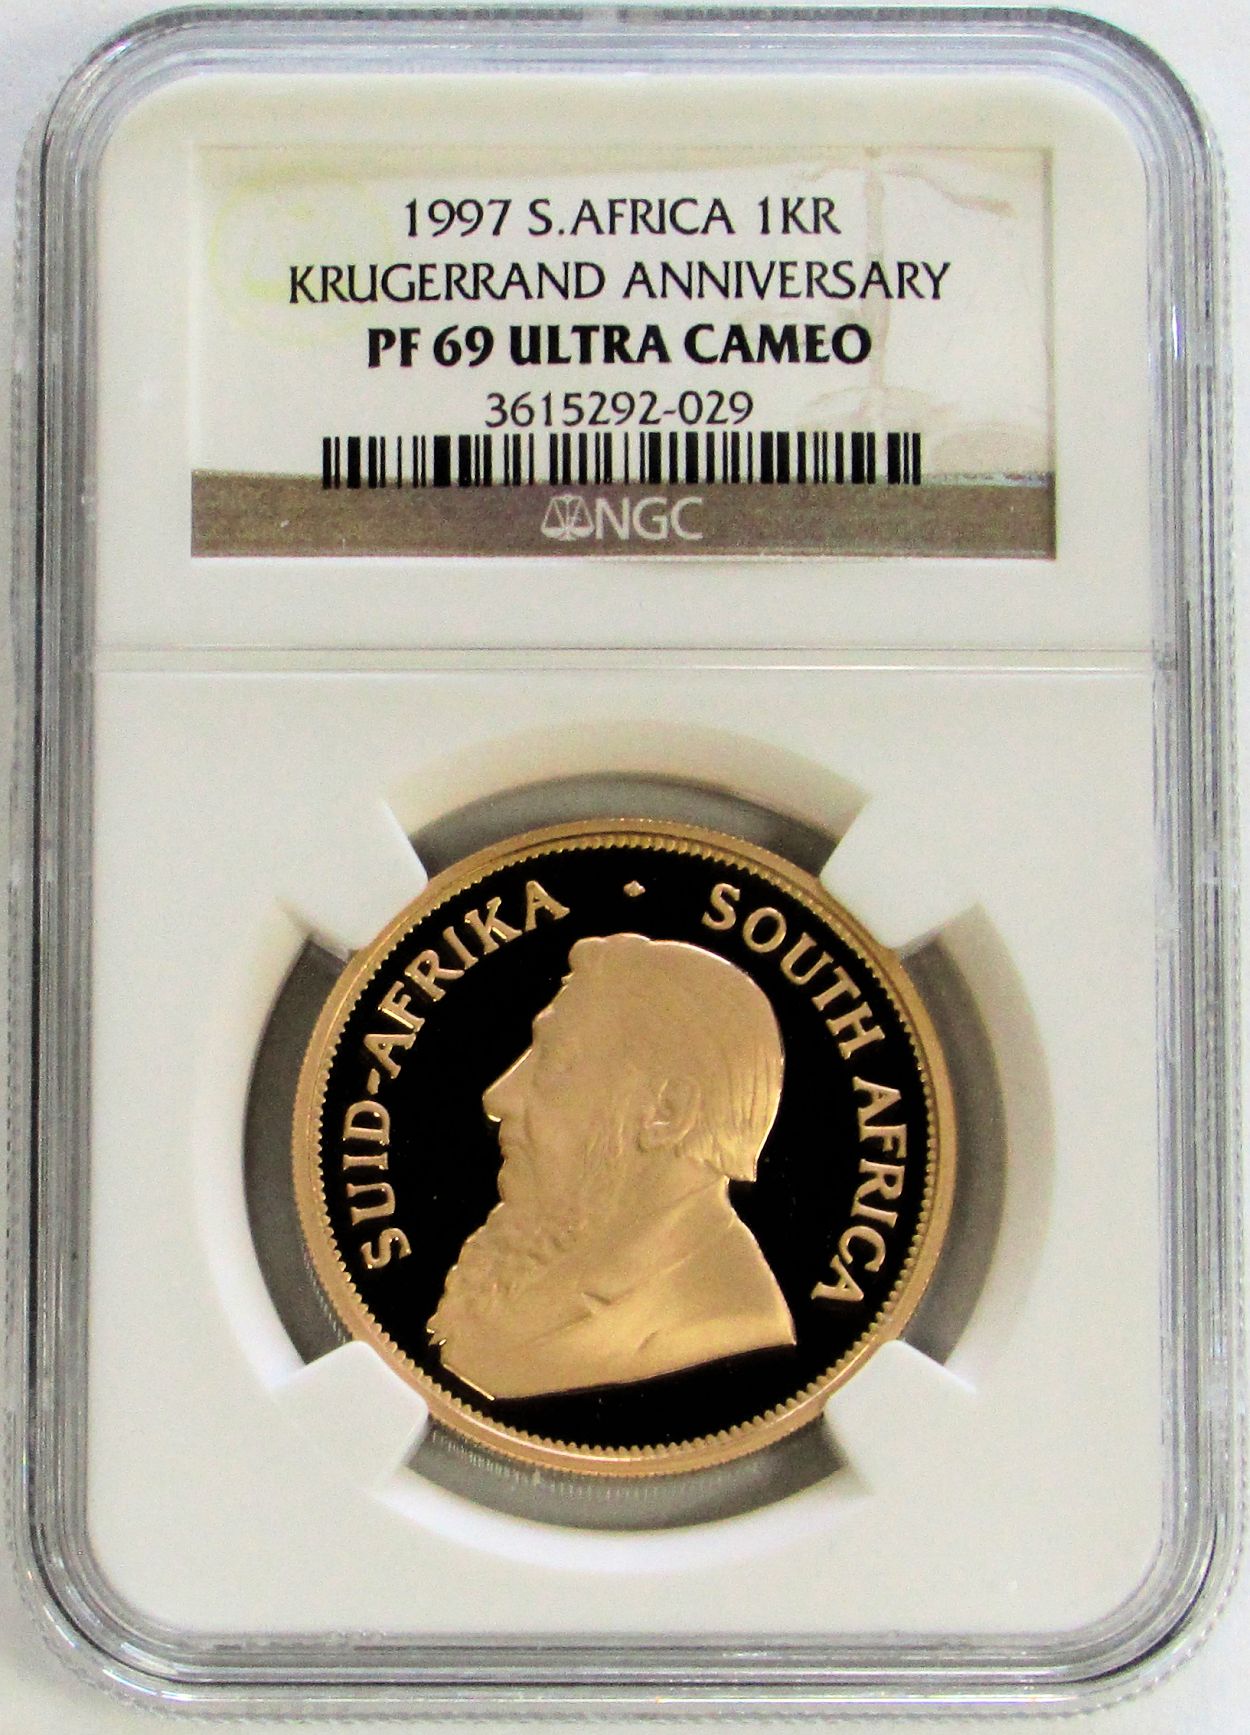 1997 S.AFRICA 1KR
KRUGERRAND ANNIVERSARY
PF 69 ULTRA CAMEO
3615292-029
NGC
SUID-AFRIKA · SOUTH AFRICA